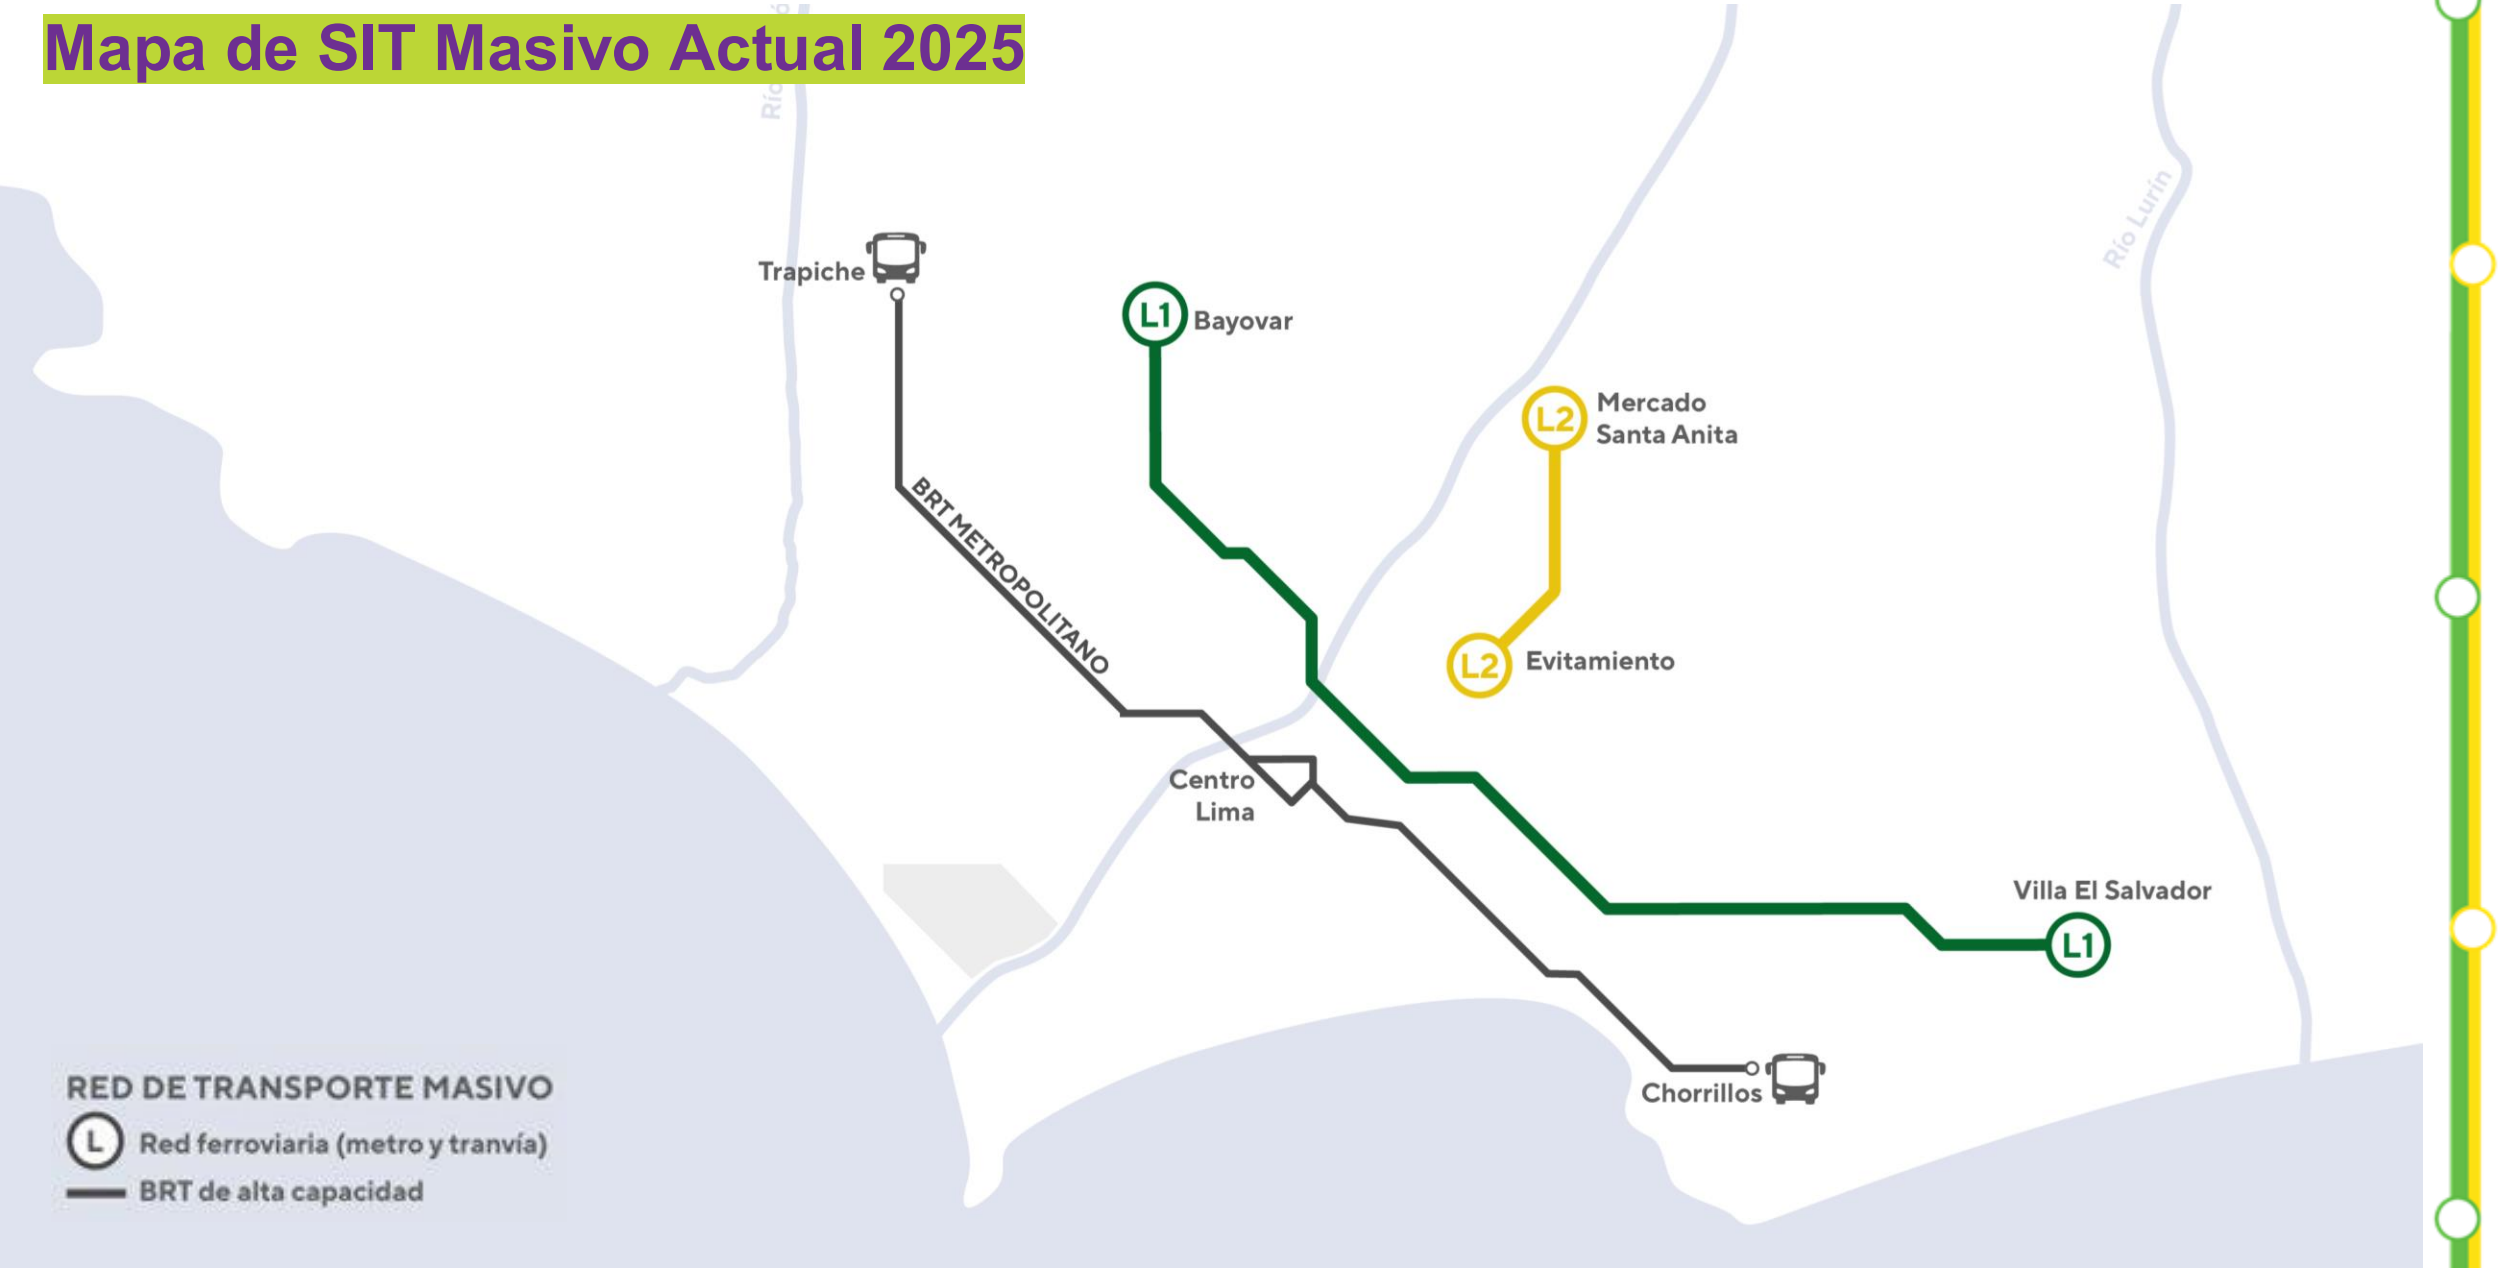 Mapa de SIT Masivo Actual 2025
Río
Río Lurín
Trapiche
L1
Bayovar
L2
Mercado
Santa Anita
BRT METROPOLITANO
L2
Evitamiento
Centro
Lima
Villa El Salvador
L1
Chorrillos
RED DE TRANSPORTE MASIVO
L
Red ferroviaria (metro y tranvía)
BRT de alta capacidad